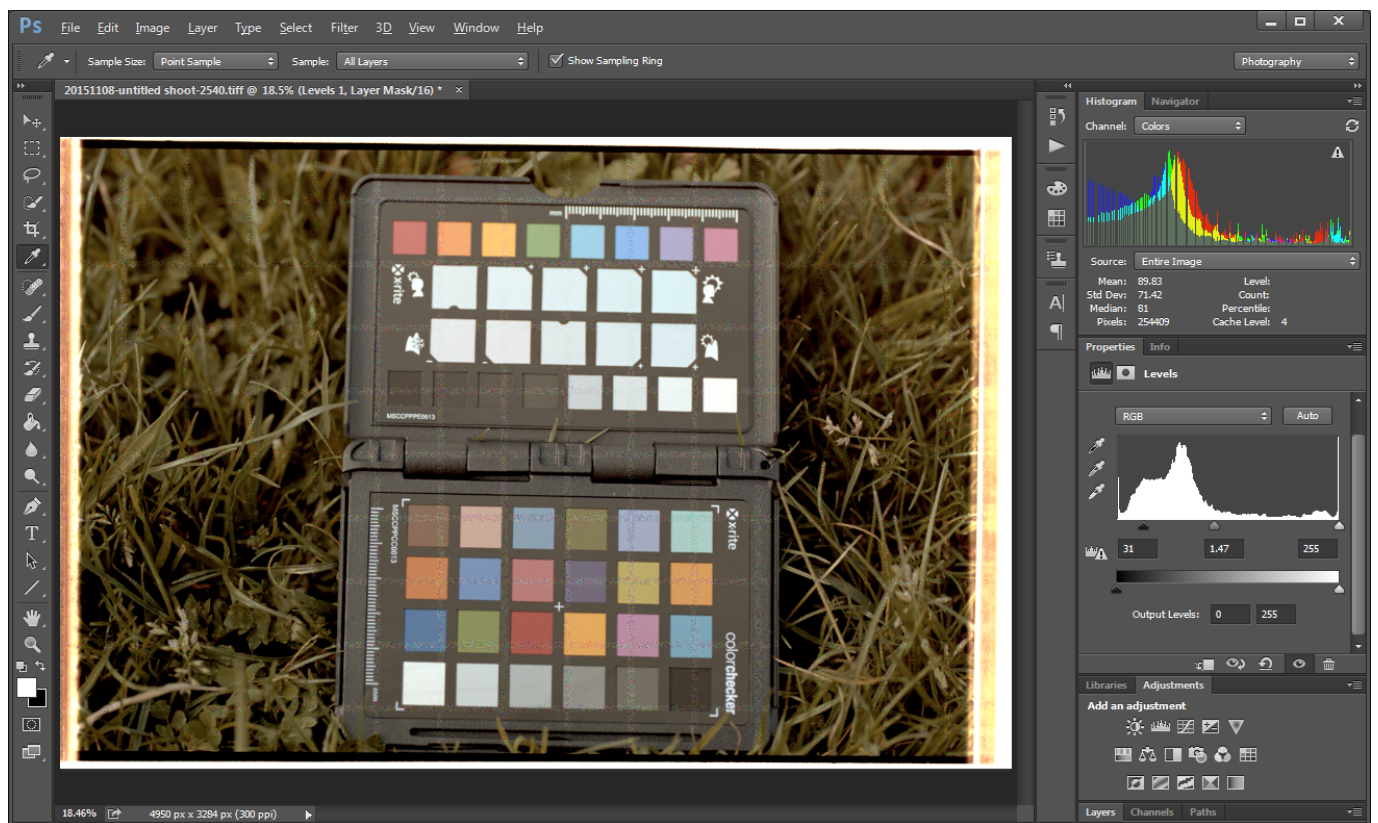 Ps File Edit Image Layer Type Select Filter 3D View Window Help
Sample Size: Point Sample Sample: All Layers Show Sampling Ring Photography
20151108-untitled shoot-2540.tiff @ 18.5% (Levels 1, Layer Mask/16) * ×
mm
x·rite
MSCCPPPE0613
MSCCPPCC0613
x·rite
colorchecker
mm
18.46% 4950 px x 3284 px (300 ppi)
Histogram Navigator
Channel: Colors
Source: Entire Image
Mean: 89.83 Level:
Std Dev: 71.42 Count:
Median: 81 Percentile:
Pixels: 254409 Cache Level: 4
Properties Info
Levels
RGB Auto
31 1.47 255
Output Levels: 0 255
Libraries Adjustments
Add an adjustment
Layers Channels Paths